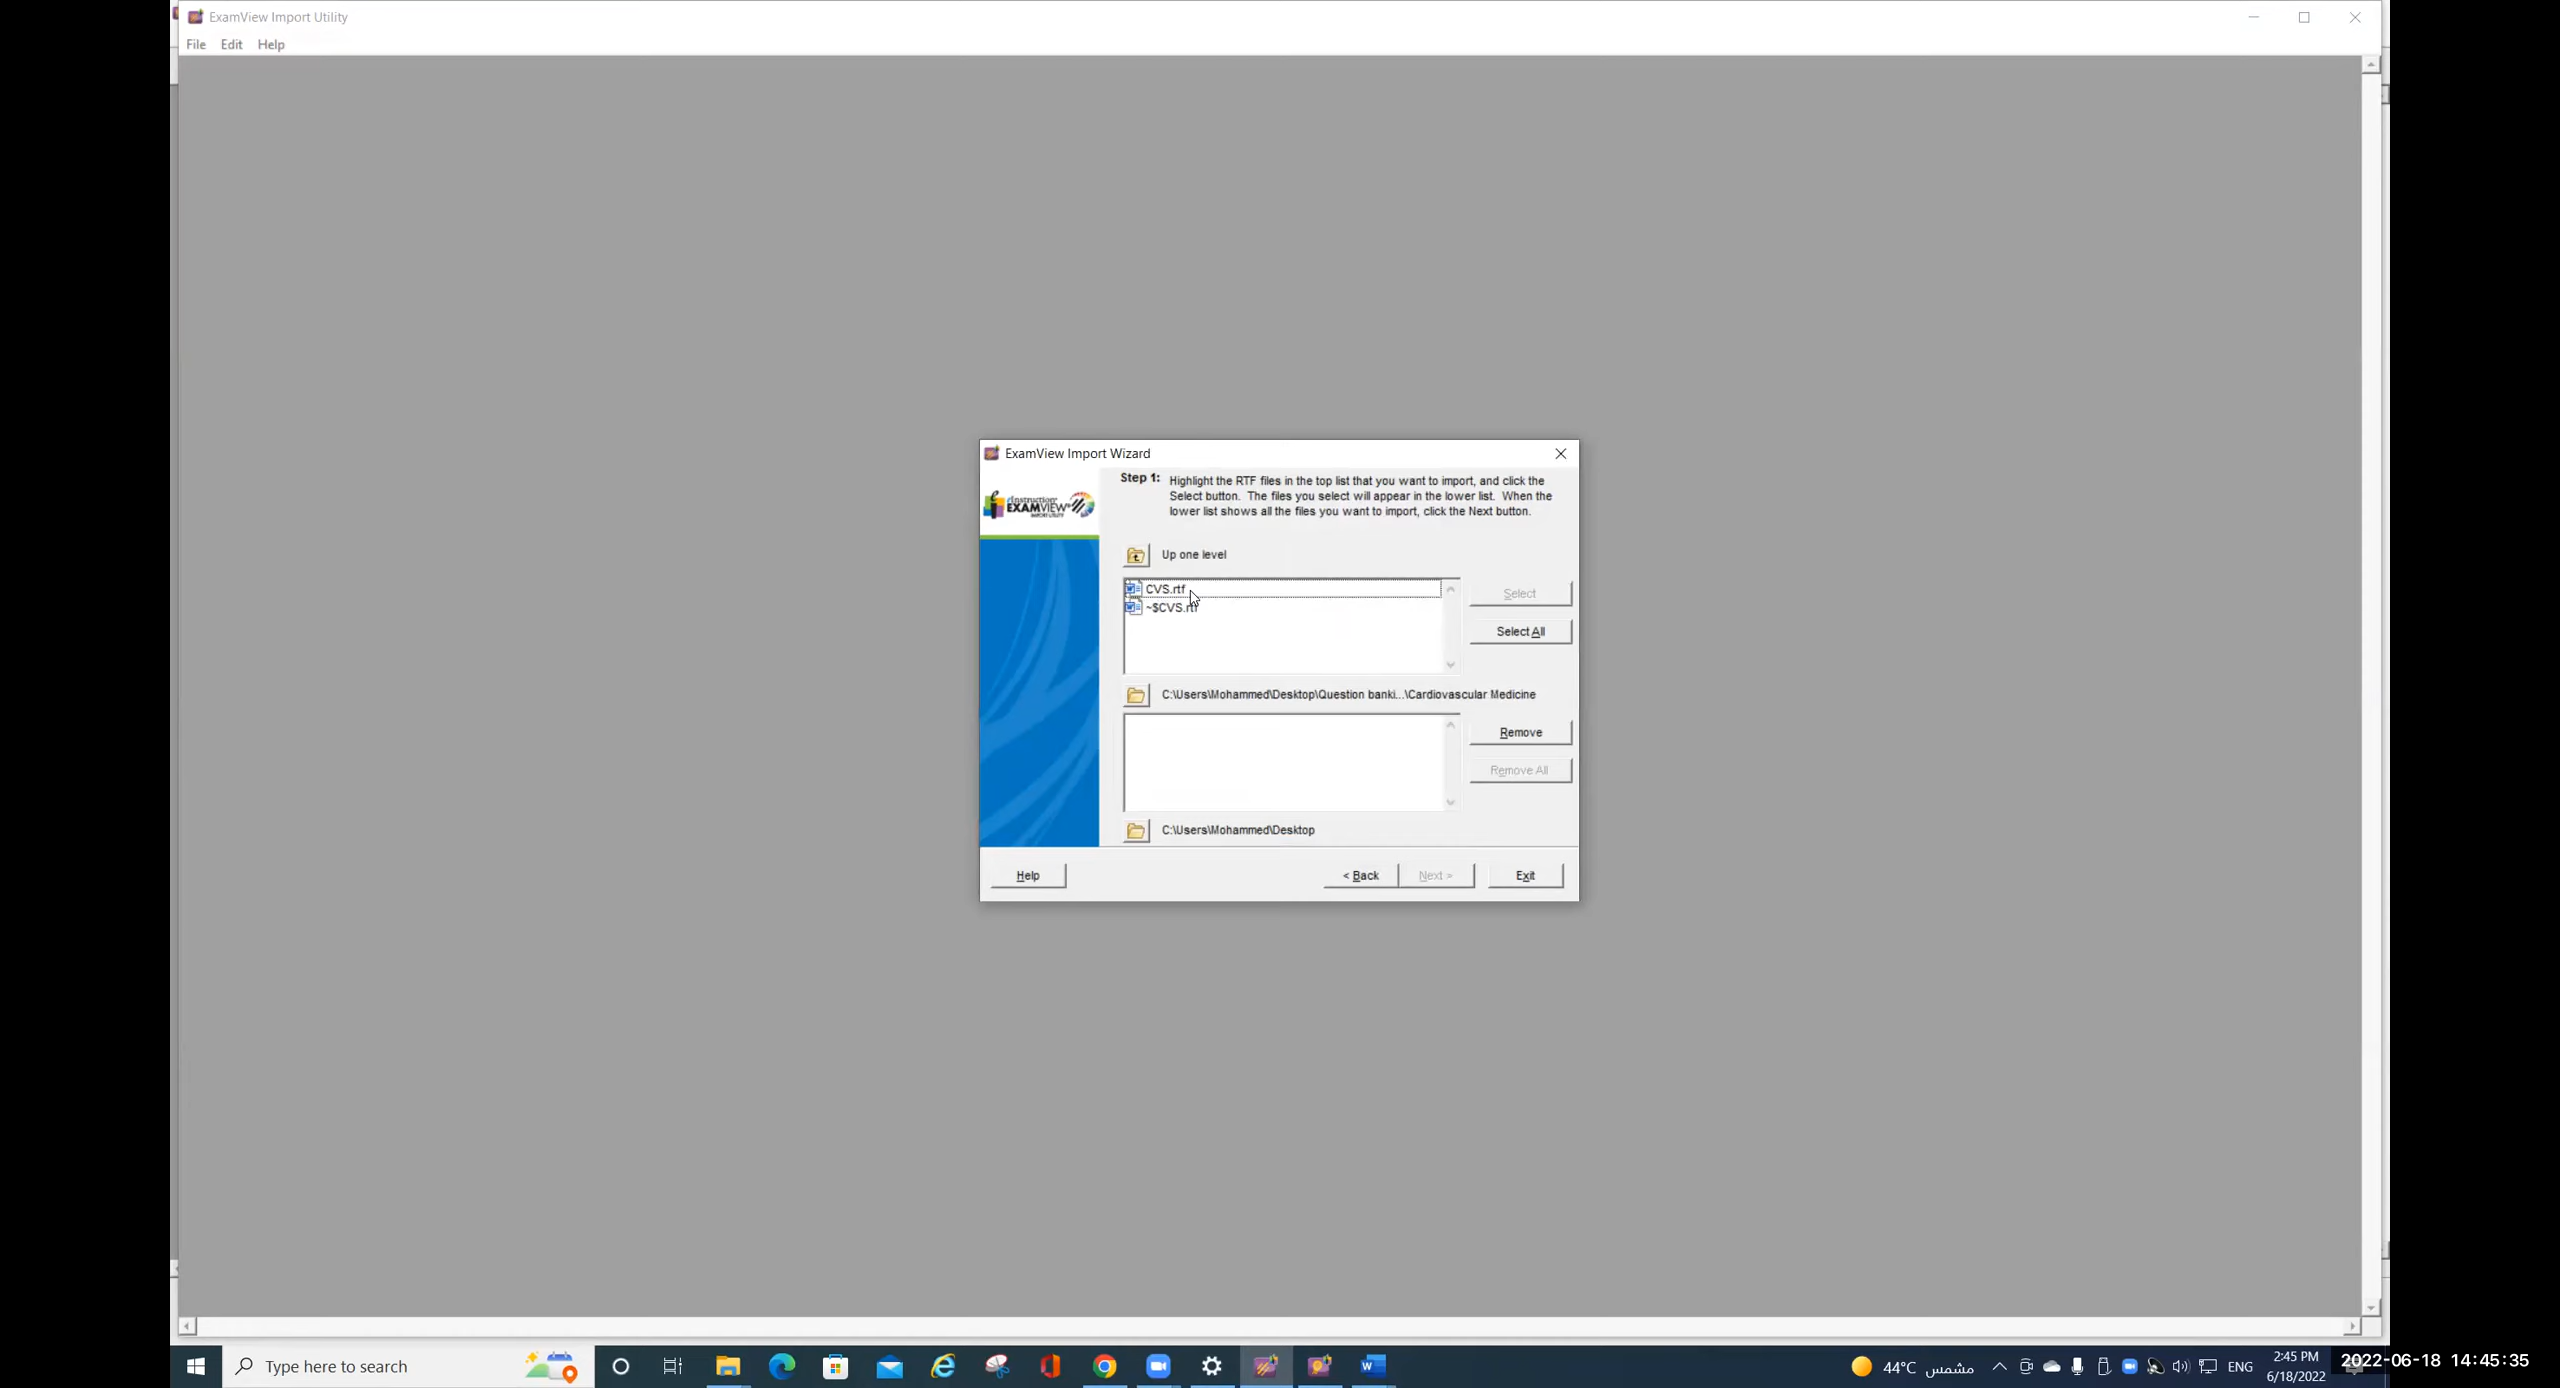 ExamView Import Utility
File Edit Help
ExamView Import Wizard
eInstruction
EXAMVIEW
IMPORT UTILITY
Step 1: Highlight the RTF files in the top list that you want to import, and click the
Select button. The files you select will appear in the lower list. When the
lower list shows all the files you want to import, click the Next button.
Up one level
CVS.rtf
Select
~$CVS.rtf
Select All
C:\Users\Mohammed\Desktop\Question banki...\Cardiovascular Medicine
Remove
Remove All
C:\Users\Mohammed\Desktop
Help < Back Next > Exit
Type here to search
44°C مشمس
ENG
2:45 PM
6/18/2022
2022-06-18 14:45:35